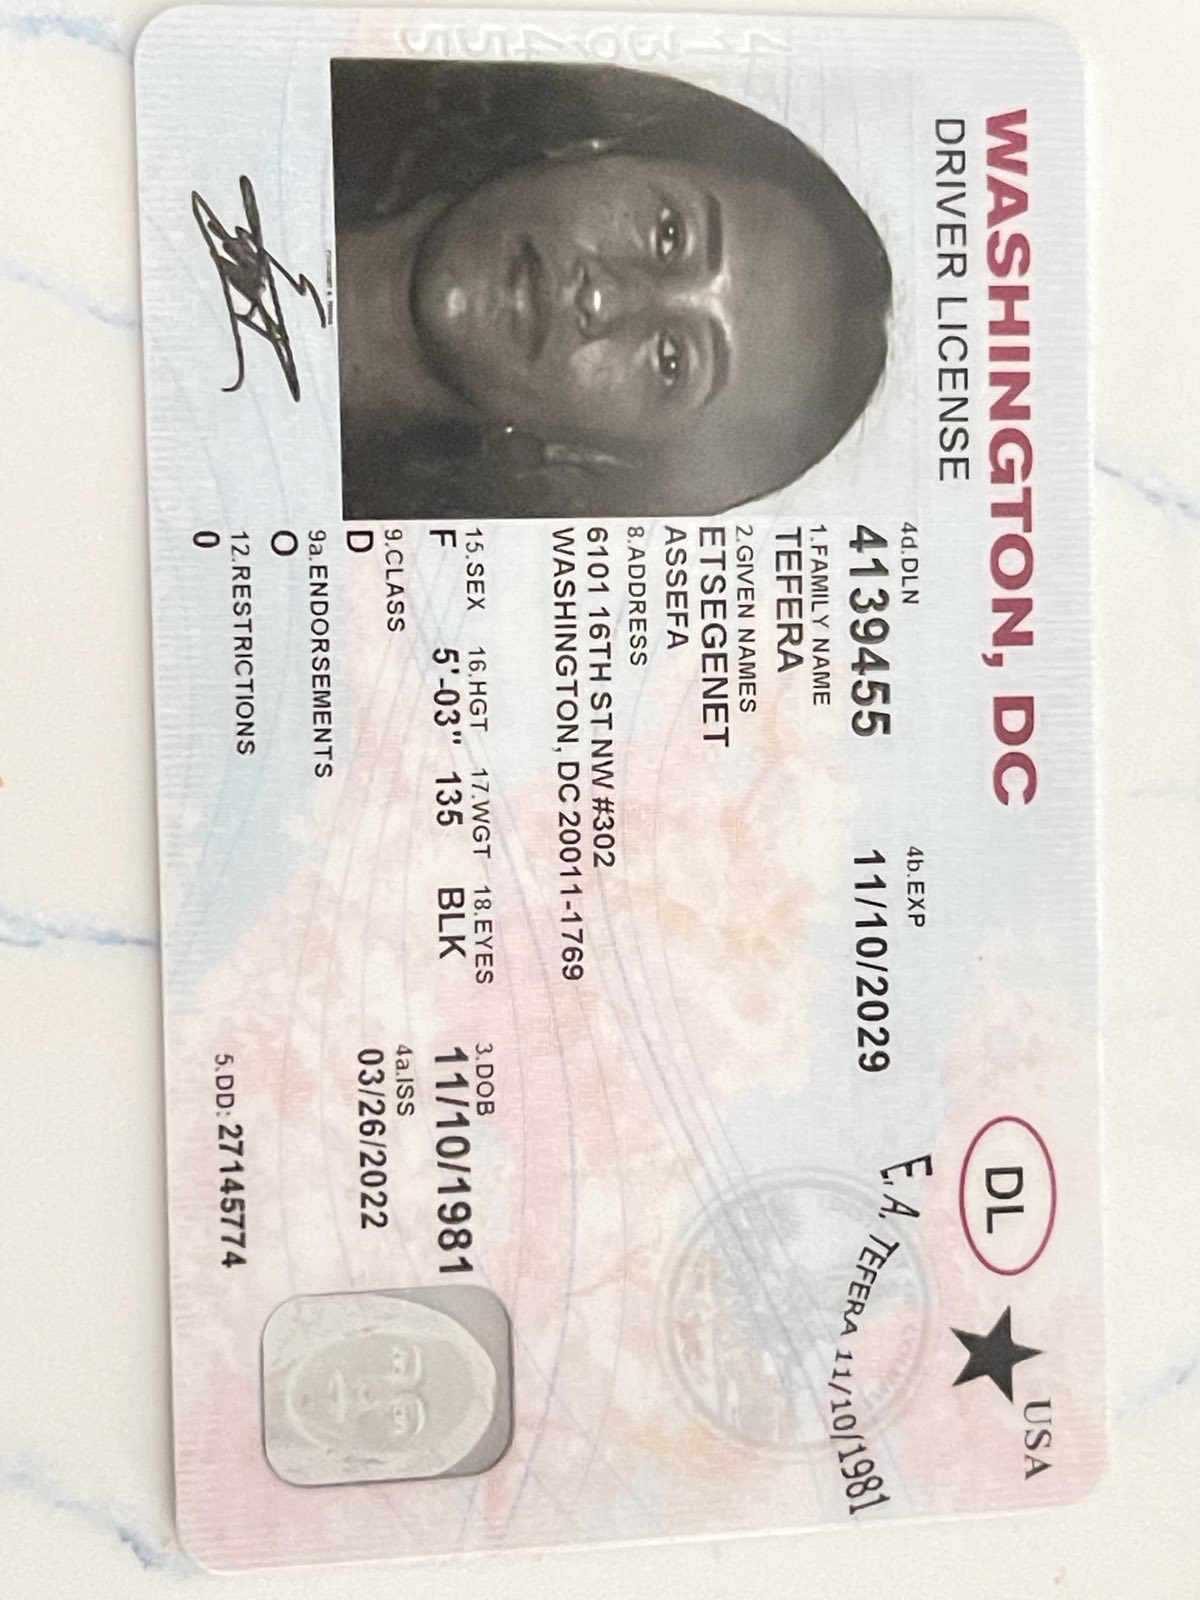 WASHINGTON, DC
USA
DRIVER LICENSE
DL
4d.DLN 4b.EXP
4139455 11/10/2029
E. A. TEFERA 11/10/1981
1.FAMILY NAME
TEFERA
2.GIVEN NAMES
ETSEGENET
ASSEFA
8.ADDRESS
6101 16TH ST NW #302
WASHINGTON, DC 20011-1769
15.SEX 16.HGT 17.WGT 18.EYES 3.DOB
F 5'-03" 135 BLK 11/10/1981
9.CLASS 4a.ISS
D 03/26/2022
9a.ENDORSEMENTS
O
12.RESTRICTIONS
0
5.DD: 27145774
4139455